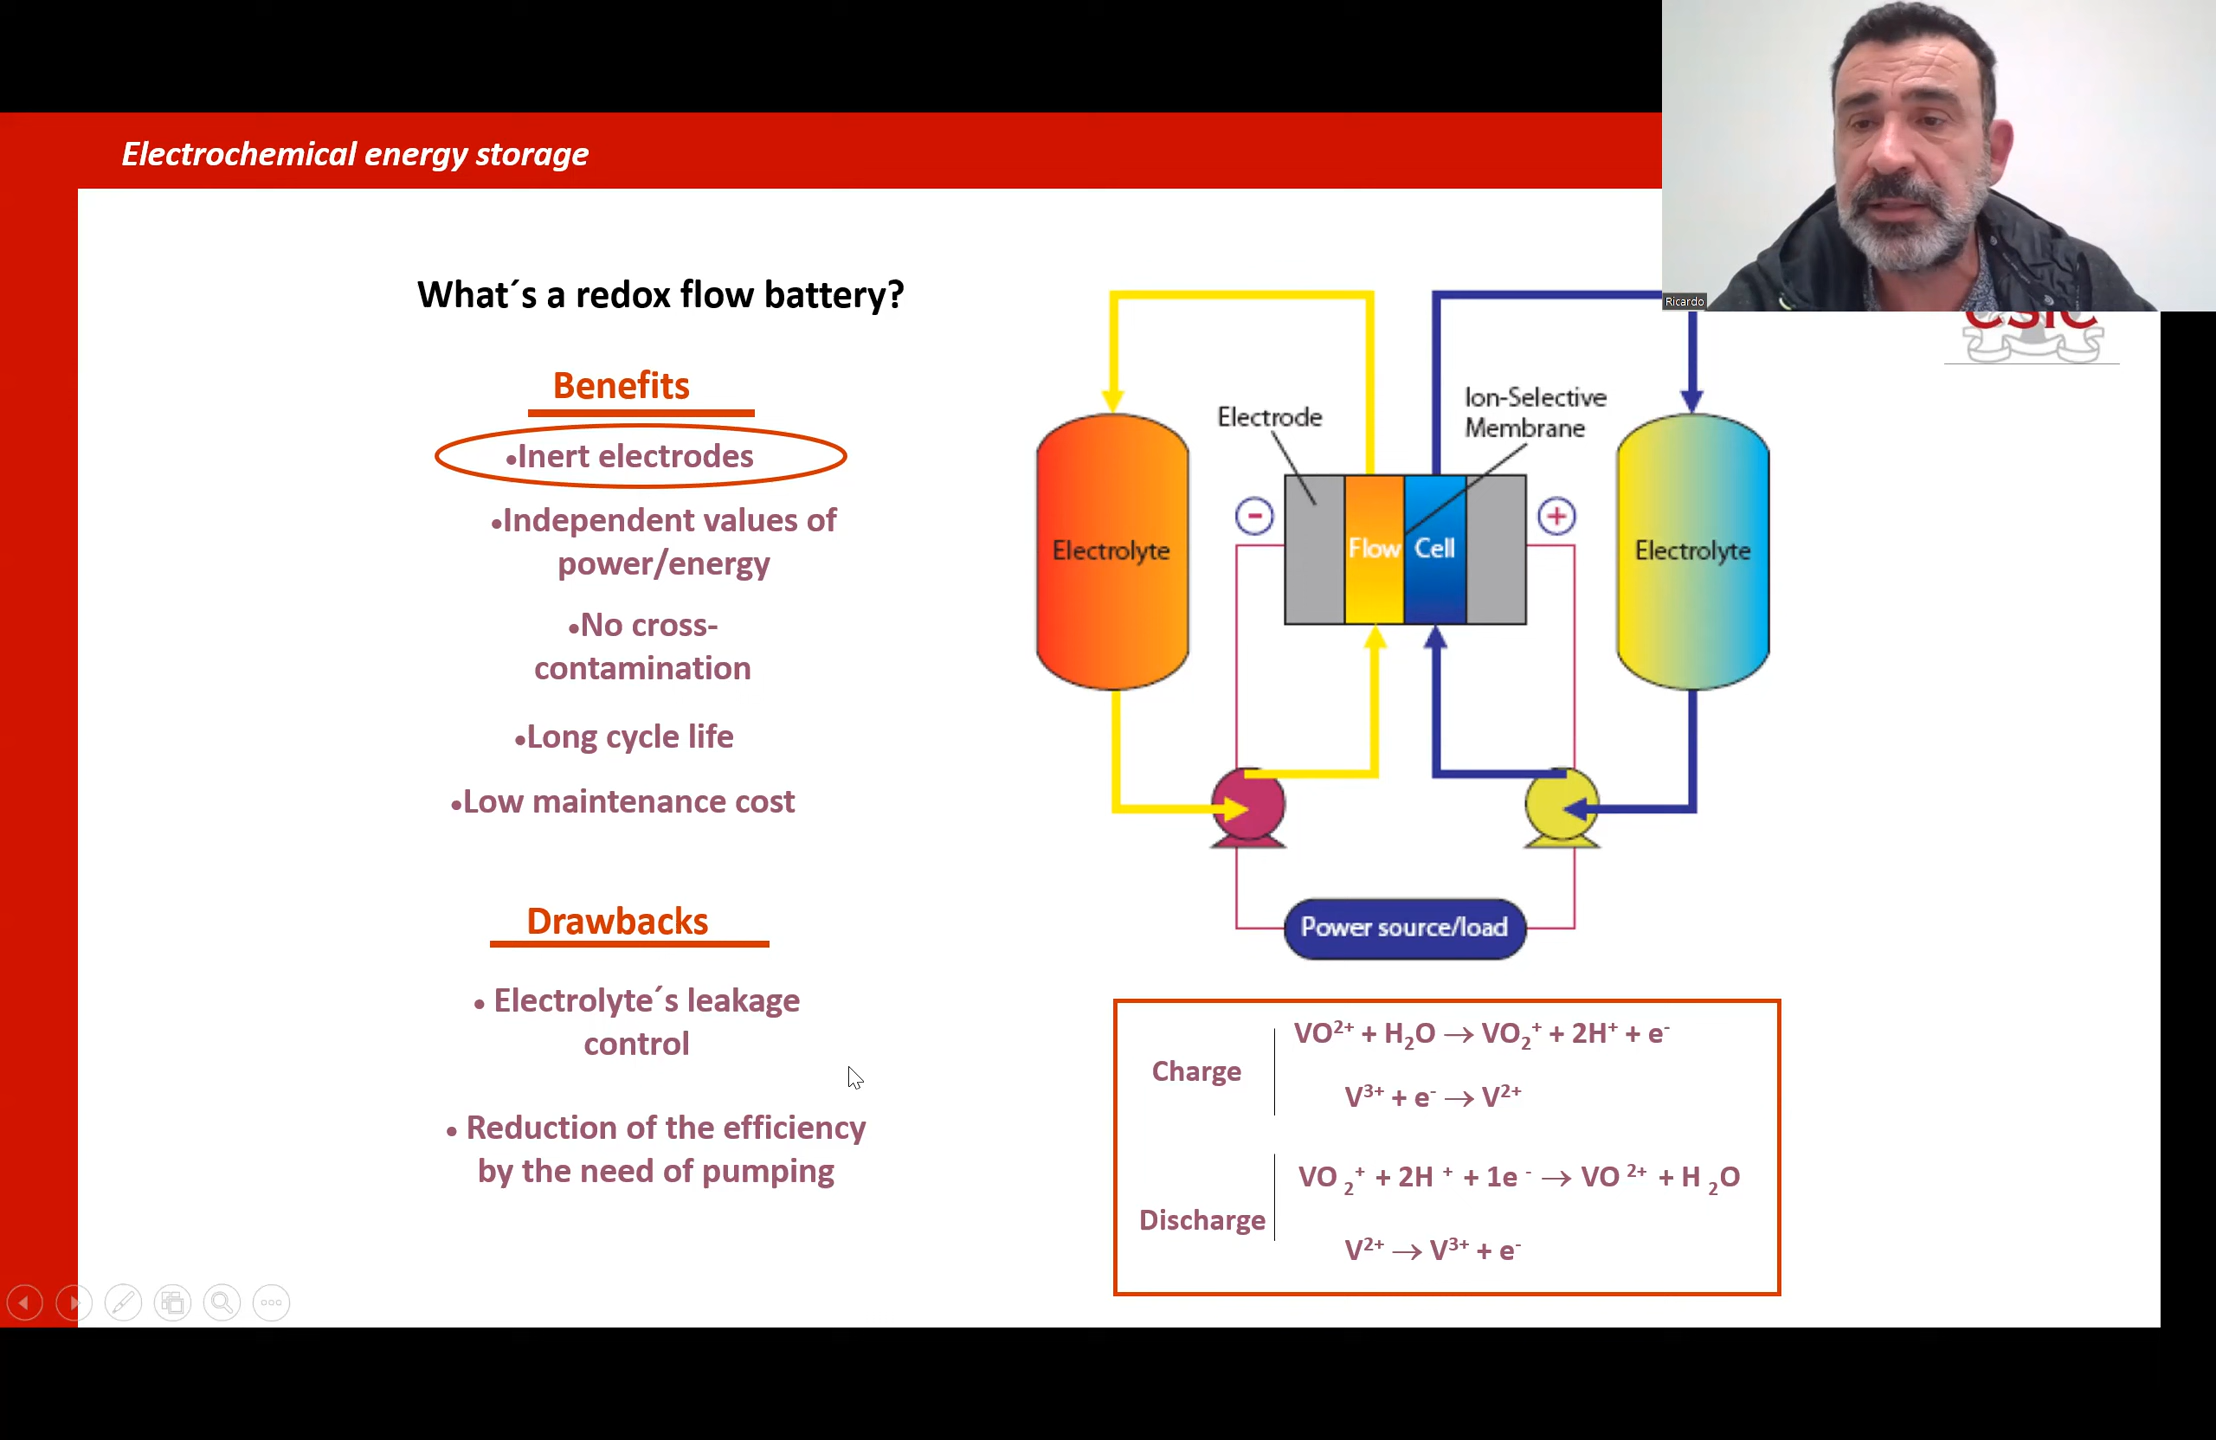 Electrochemical energy storage
Ricardo
CSIC
What´s a redox flow battery?
Benefits
•Inert electrodes
•Independent values of
power/energy
•No cross-
contamination
•Long cycle life
•Low maintenance cost
Drawbacks
• Electrolyte´s leakage
control
• Reduction of the efficiency
by the need of pumping
Electrode
Ion-Selective
Membrane
−
+
Electrolyte
Flow
Cell
Electrolyte
Power source/load
Charge
VO²⁺ + H₂O → VO₂⁺ + 2H⁺ + e⁻
V³⁺ + e⁻ → V²⁺
Discharge
VO ₂⁺ + 2H ⁺ + 1e ⁻ → VO ²⁺ + H ₂O
V²⁺ → V³⁺ + e⁻